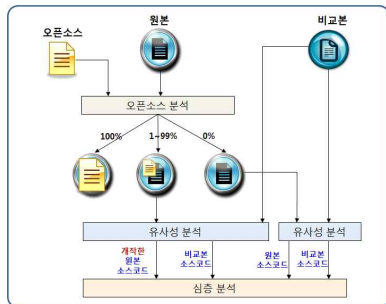 원본
비교본
오픈소스
오픈소스 분석
100%
1~99%
0%
유사성 분석
유사성 분석
개작한
원본
소스코드
비교본
소스코드
원본
소스코드
비교본
소스코드
심층 분석